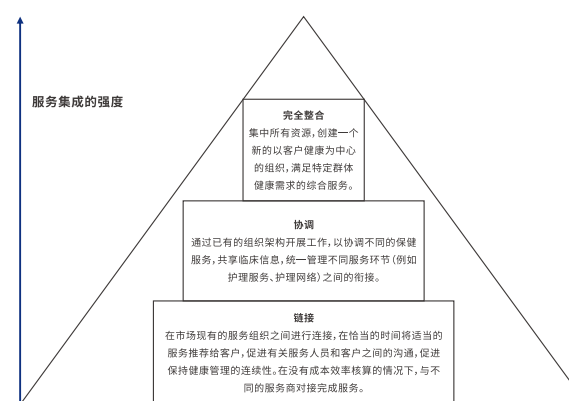 服务集成的强度
完全整合
集中所有资源，创建一个
新的以客户健康为中心
的组织，满足特定群体
健康需求的综合服务。
协调
通过已有的组织架构开展工作，以协调不同的保健
服务，共享临床信息，统一管理不同服务环节（例如
护理服务、护理网络）之间的衔接。
链接
在市场现有的服务组织之间进行连接，在恰当的时间将适当的
服务推荐给客户，促进有关服务人员和客户之间的沟通，促进
保持健康管理的连续性。在没有成本效率核算的情况下，与不
同的服务商对接完成服务。